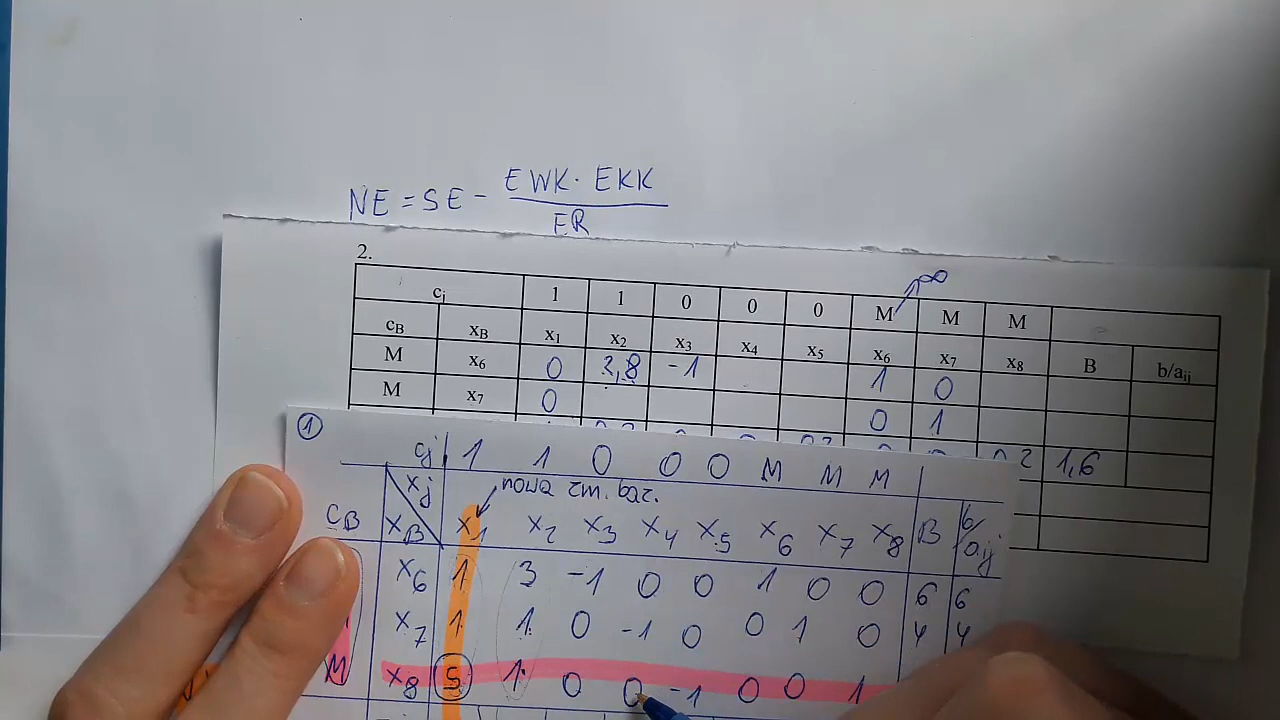 NE = SE - EWK · EKK / ER
2.
cj 1 1 0 0 0 M → ∞ M M
cB xB x1 x2 x3 x4 x5 x6 x7 x8 B b/aij
M x6 0 2,8 -1 1 0
M x7 0 0 1
0,2 1,6
①
cj 1 1 0 0 0 M M M
xj nowa zm. baz.
cB xB x1 x2 x3 x4 x5 x6 x7 x8 B b/aij
x6 1 3 -1 0 0 1 0 0 6 6
x7 1 1 0 -1 0 0 1 0 4 4
M x8 5 1 0 0 -1 0 0 1